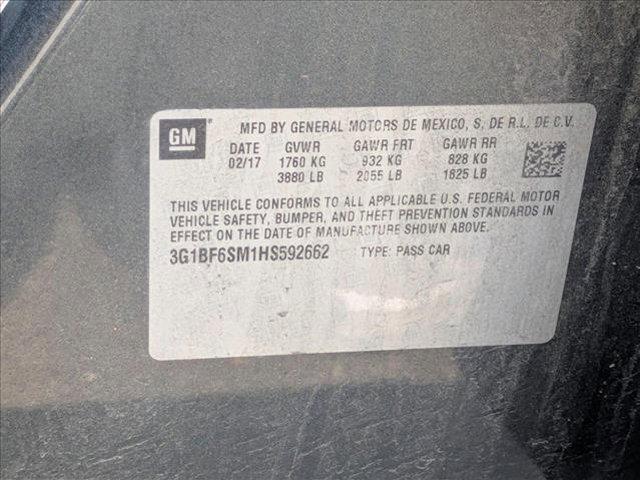 GM
MFD BY GENERAL MOTORS DE MEXICO, S. DE R.L. DE C.V.
DATE GVWR GAWR FRT GAWR RR
02/17 1760 KG 932 KG 828 KG
3880 LB 2055 LB 1825 LB
THIS VEHICLE CONFORMS TO ALL APPLICABLE U.S. FEDERAL MOTOR
VEHICLE SAFETY, BUMPER, AND THEFT PREVENTION STANDARDS IN
EFFECT ON THE DATE OF MANUFACTURE SHOWN ABOVE.
3G1BF6SM1HS592662 TYPE: PASS CAR